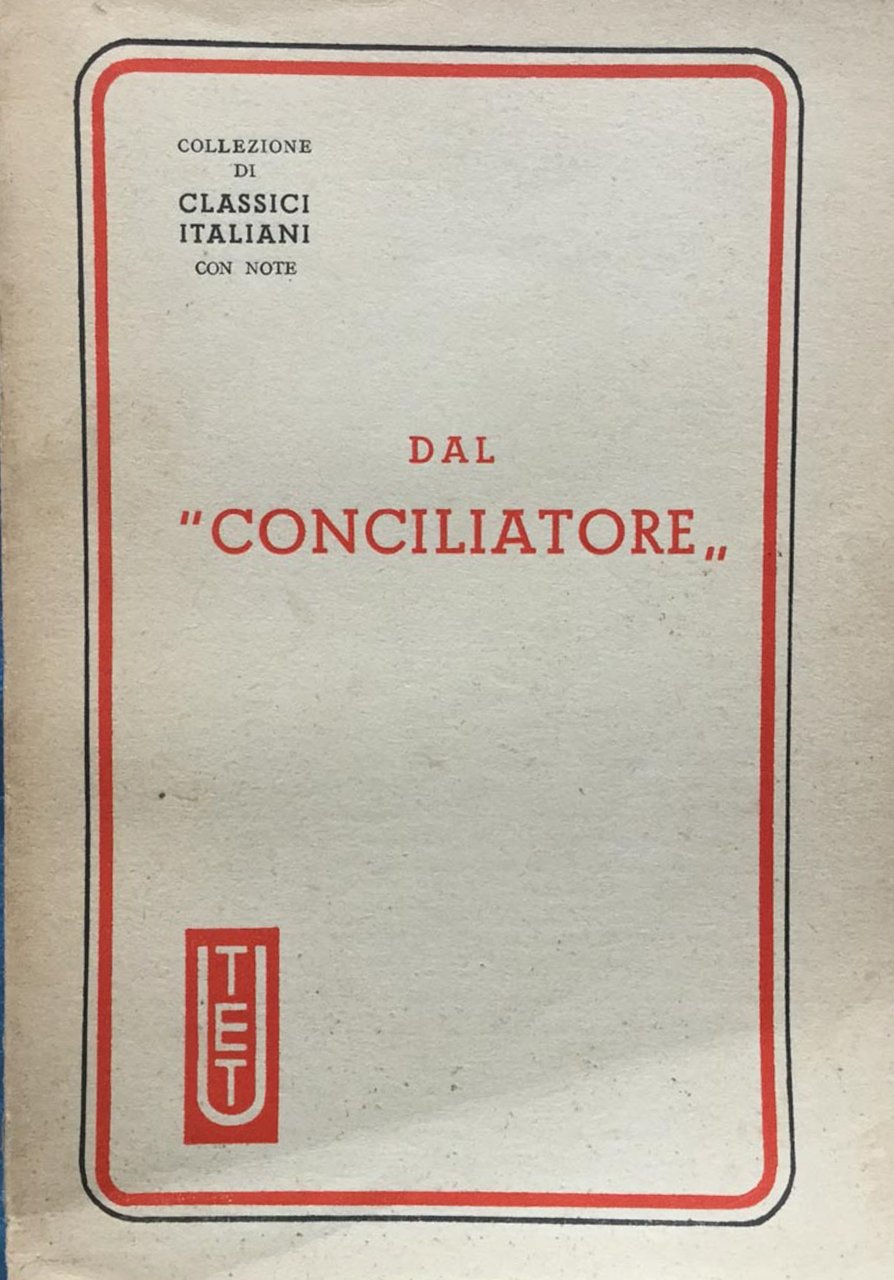 COLLEZIONE
DI
CLASSICI
ITALIANI
CON NOTE
DAL
"CONCILIATORE„
UTET